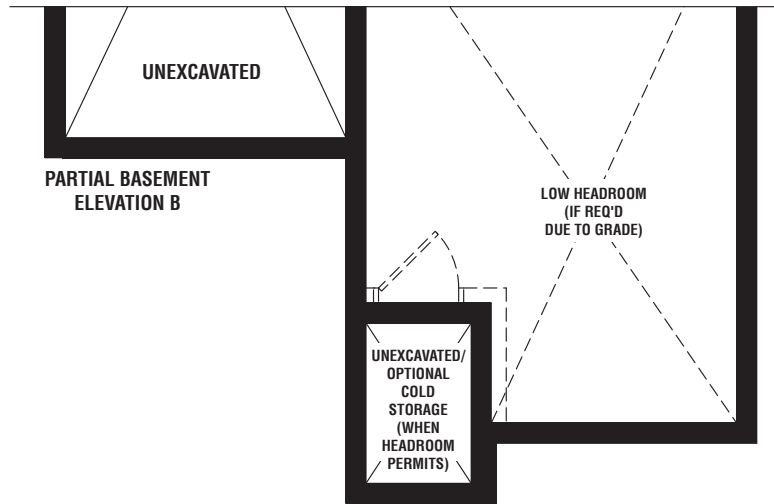 UNEXCAVATED
PARTIAL BASEMENT
ELEVATION B
LOW HEADROOM
(IF REQ'D
DUE TO GRADE)
UNEXCAVATED/
OPTIONAL
COLD
STORAGE
(WHEN
HEADROOM
PERMITS)